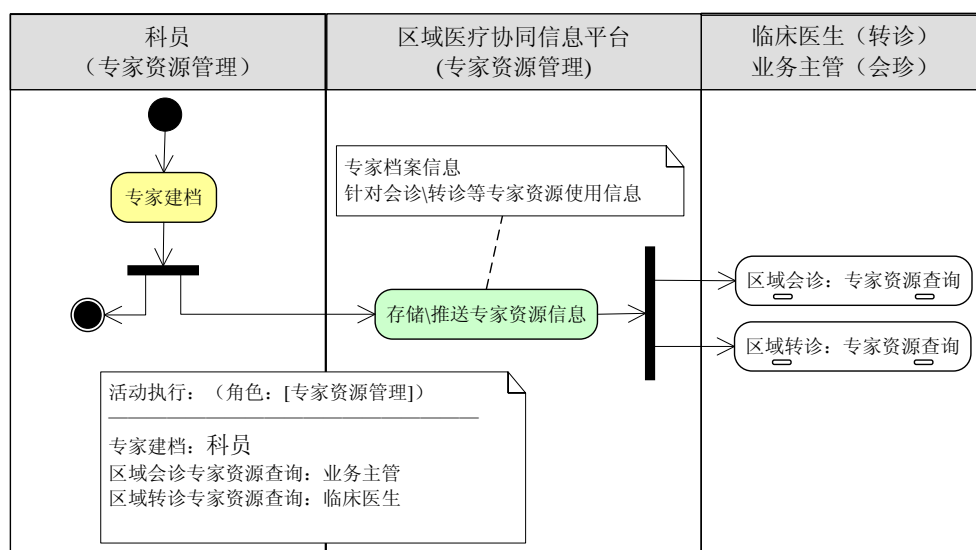 科员
（专家资源管理）
区域医疗协同信息平台
(专家资源管理)
临床医生（转诊）
业务主管（会珍）
专家档案信息
针对会诊\转诊等专家资源使用信息
专家建档
区域会诊：专家资源查询
存储\推送专家资源信息
区域转诊：专家资源查询
活动执行：（角色：[专家资源管理]）
专家建档：科员
区域会诊专家资源查询：业务主管
区域转诊专家资源查询：临床医生